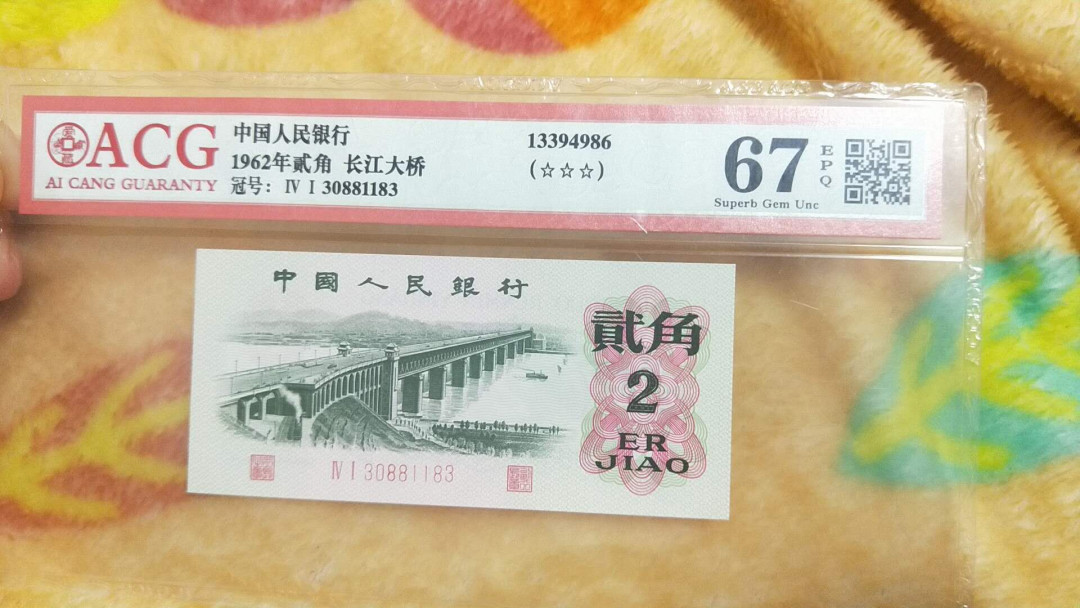 ACG
AI CANG GUARANTY
中国人民银行
1962年贰角 长江大桥
冠号: Ⅳ Ⅰ 30881183
13394986
(☆☆☆)
67
EPQ
Superb Gem Unc
中國人民銀行
貳角
2
ER
JIAO
Ⅳ Ⅰ 30881183